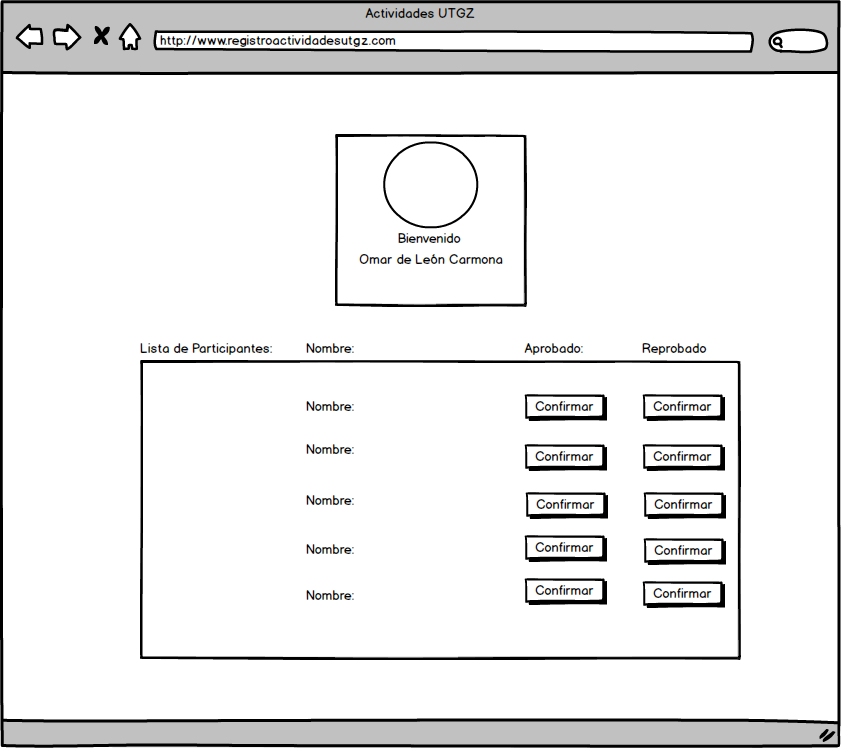 Actividades UTGZ
http://www.registroactividadesutgz.com
Bienvenido
Omar de León Carmona
Lista de Participantes: Nombre: Aprobado: Reprobado
Nombre: Confirmar Confirmar
Nombre: Confirmar Confirmar
Nombre: Confirmar Confirmar
Nombre: Confirmar Confirmar
Nombre: Confirmar Confirmar